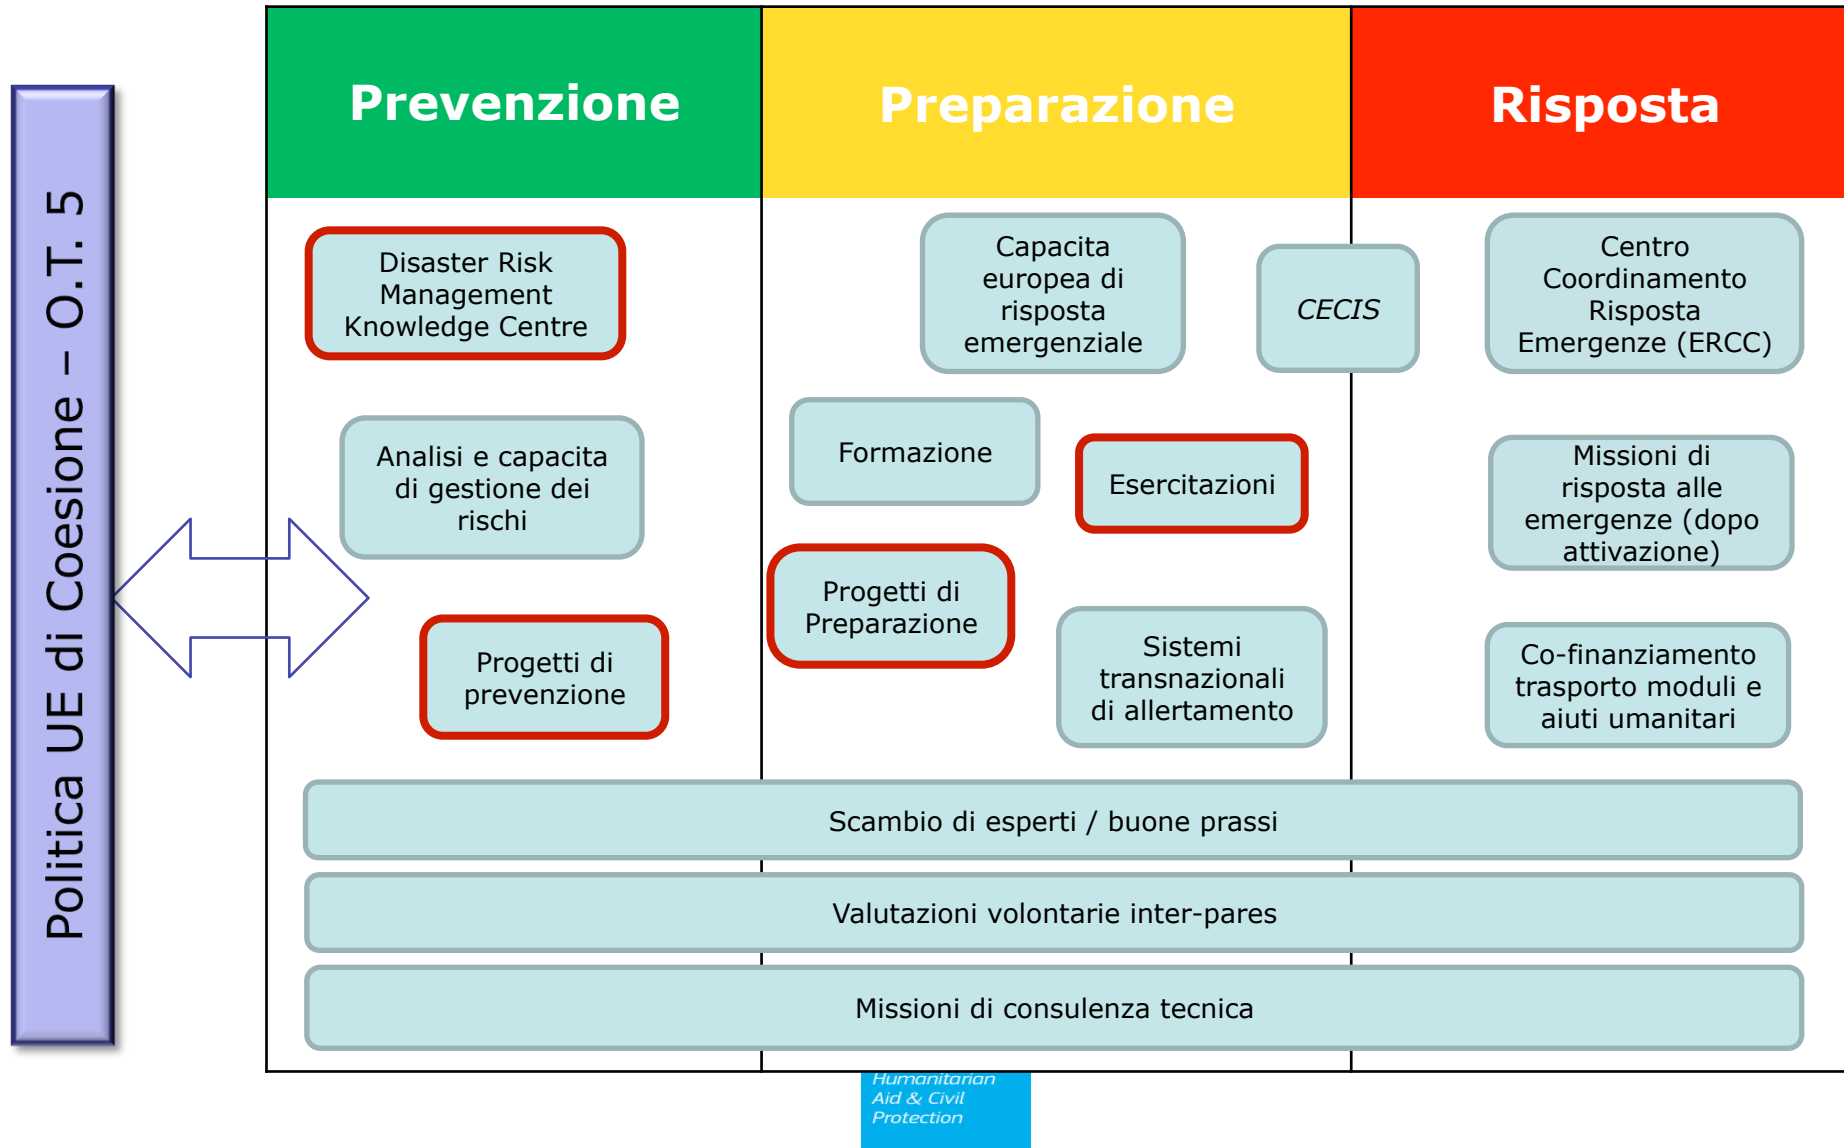 Politica UE di Coesione – O.T. 5
Prevenzione
Preparazione
Risposta
Disaster Risk
Management
Knowledge Centre
Analisi e capacita
di gestione dei
rischi
Progetti di
prevenzione
Capacita
europea di
risposta
emergenziale
CECIS
Formazione
Esercitazioni
Progetti di
Preparazione
Sistemi
transnazionali
di allertamento
Centro
Coordinamento
Risposta
Emergenze (ERCC)
Missioni di
risposta alle
emergenze (dopo
attivazione)
Co-finanziamento
trasporto moduli e
aiuti umanitari
Scambio di esperti / buone prassi
Valutazioni volontarie inter-pares
Missioni di consulenza tecnica
Humanitarian
Aid & Civil
Protection